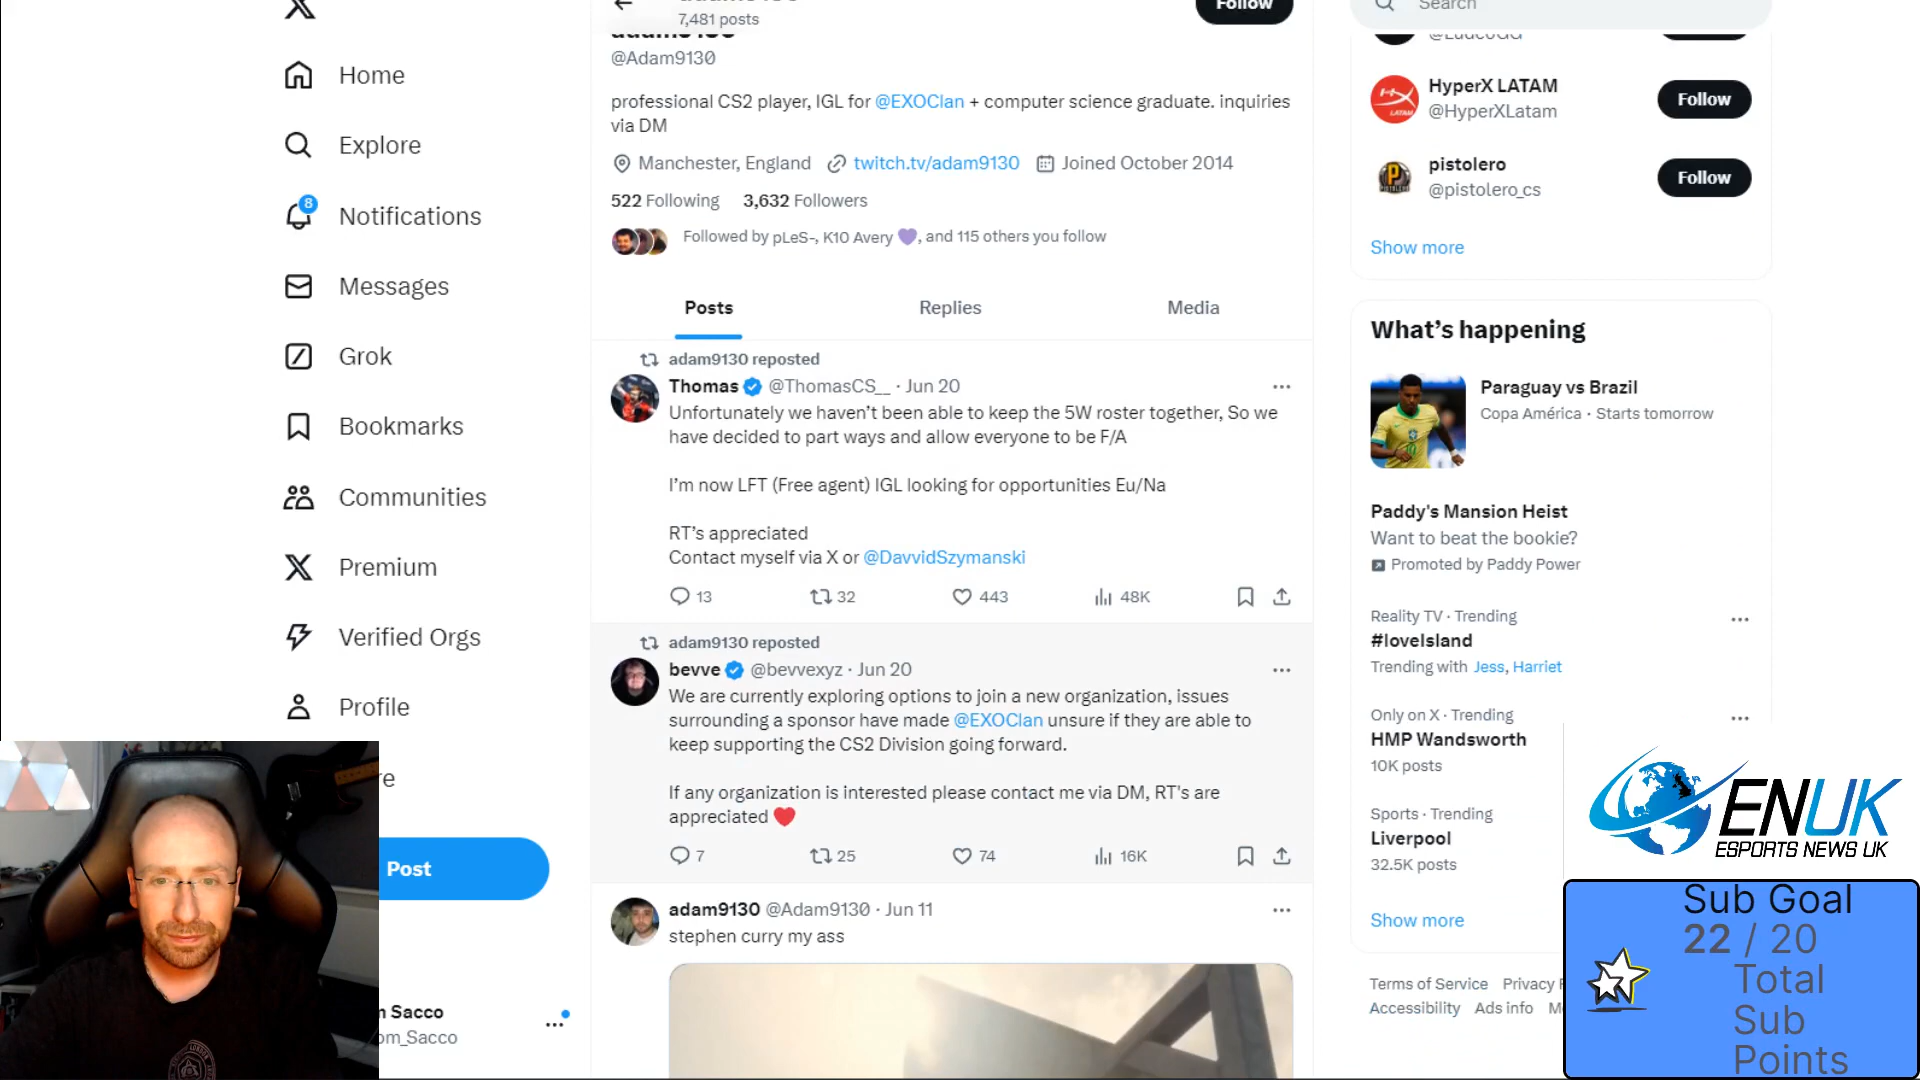 Home
Explore
8
Notifications
Messages
Grok
Bookmarks
Communities
Premium
Verified Orgs
Profile
re
Post
n Sacco
om_Sacco
7,481 posts
Follow
@Adam9130
professional CS2 player, IGL for @EXOClan + computer science graduate. inquiries
via DM
Manchester, England twitch.tv/adam9130 Joined October 2014
522 Following 3,632 Followers
Followed by pLeS-, K10 Avery 💜, and 115 others you follow
Posts Replies Media
adam9130 reposted
Thomas @ThomasCS__ · Jun 20
Unfortunately we haven't been able to keep the 5W roster together, So we
have decided to part ways and allow everyone to be F/A
I'm now LFT (Free agent) IGL looking for opportunities Eu/Na
RT's appreciated
Contact myself via X or @DavvidSzymanski
13 32 443 48K
adam9130 reposted
bevve @bevvexyz · Jun 20
We are currently exploring options to join a new organization, issues
surrounding a sponsor have made @EXOClan unsure if they are able to
keep supporting the CS2 Division going forward.
If any organization is interested please contact me via DM, RT's are
appreciated ❤️
7 25 74 16K
adam9130 @Adam9130 · Jun 11
stephen curry my ass
Search
HyperX LATAM
@HyperXLatam
Follow
pistolero
@pistolero_cs
Follow
Show more
What's happening
Paraguay vs Brazil
Copa América · Starts tomorrow
Paddy's Mansion Heist
Want to beat the bookie?
Promoted by Paddy Power
Reality TV · Trending
#loveIsland
Trending with Jess, Harriet
Only on X · Trending
HMP Wandsworth
10K posts
Sports · Trending
Liverpool
32.5K posts
Show more
Terms of Service Privacy
Accessibility Ads info
ENUK
ESPORTS NEWS UK
Sub Goal
22 / 20
Total
Sub
Points